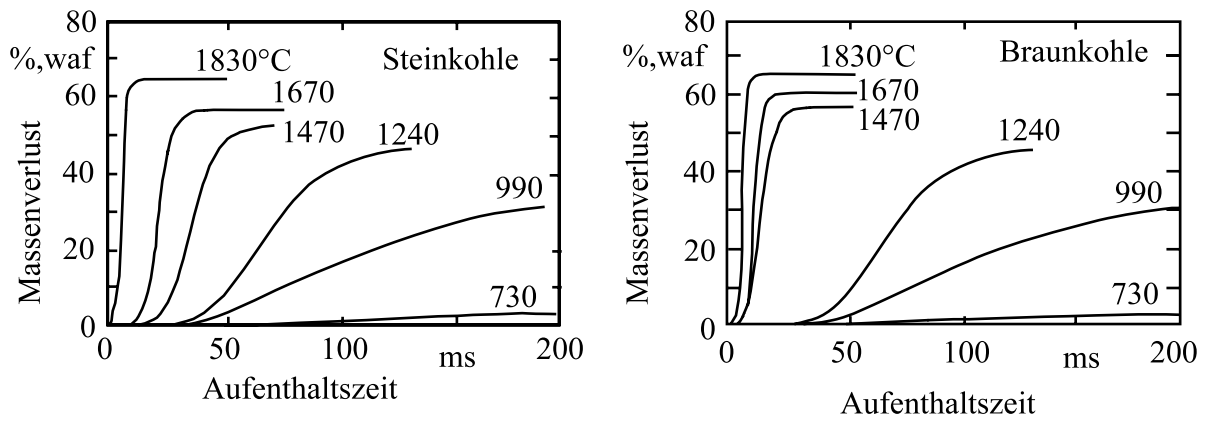 80
%,waf
60
40
20
0
Massenverlust
1830°C
Steinkohle
1670
1470
1240
990
730
0 50 100 ms 200
Aufenthaltszeit
80
%,waf
60
40
20
0
Massenverlust
1830°C
Braunkohle
1670
1470
1240
990
730
0 50 100 ms 200
Aufenthaltszeit